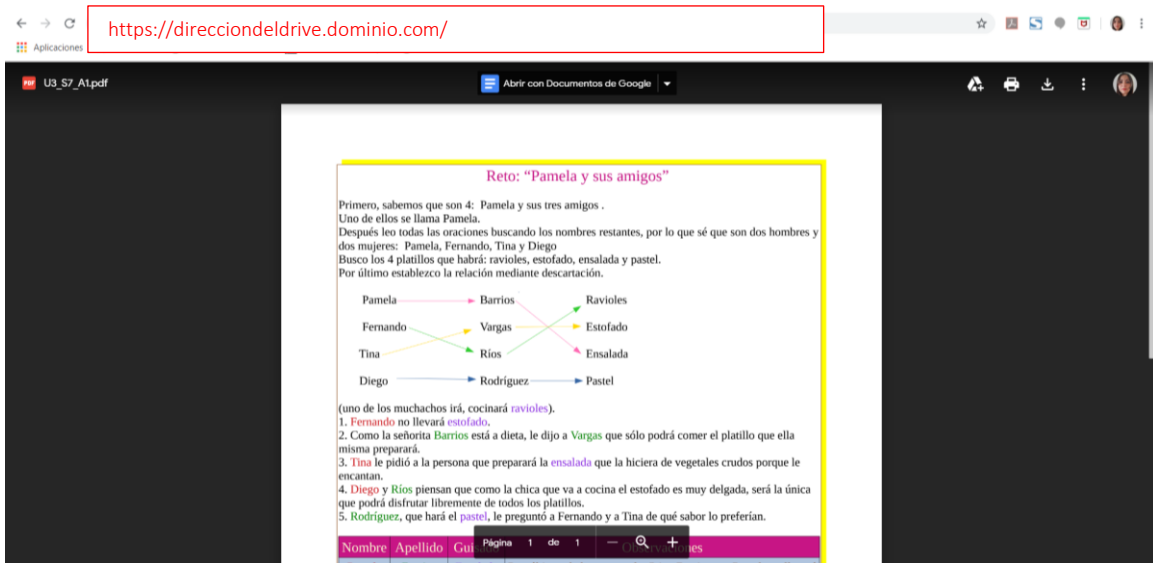 https://direcciondeldrive.dominio.com/
Aplicaciones
PDF U3_S7_A1.pdf
Abrir con Documentos de Google
Reto: “Pamela y sus amigos”
Primero, sabemos que son 4: Pamela y sus tres amigos .
Uno de ellos se llama Pamela.
Después leo todas las oraciones buscando los nombres restantes, por lo que sé que son dos hombres y
dos mujeres: Pamela, Fernando, Tina y Diego
Busco los 4 platillos que habrá: ravioles, estofado, ensalada y pastel.
Por último establezco la relación mediante descartación.
Pamela Barrios Ravioles
Fernando Vargas Estofado
Tina Ríos Ensalada
Diego Rodríguez Pastel
(uno de los muchachos irá, cocinará ravioles).
1. Fernando no llevará estofado.
2. Como la señorita Barrios está a dieta, le dijo a Vargas que sólo podrá comer el platillo que ella
misma preparará.
3. Tina le pidió a la persona que preparará la ensalada que la hiciera de vegetales crudos porque le
encantan.
4. Diego y Ríos piensan que como la chica que va a cocina el estofado es muy delgada, será la única
que podrá disfrutar libremente de todos los platillos.
5. Rodríguez, que hará el pastel, le preguntó a Fernando y a Tina de qué sabor lo preferían.
Nombre Apellido
Página 1 de 1